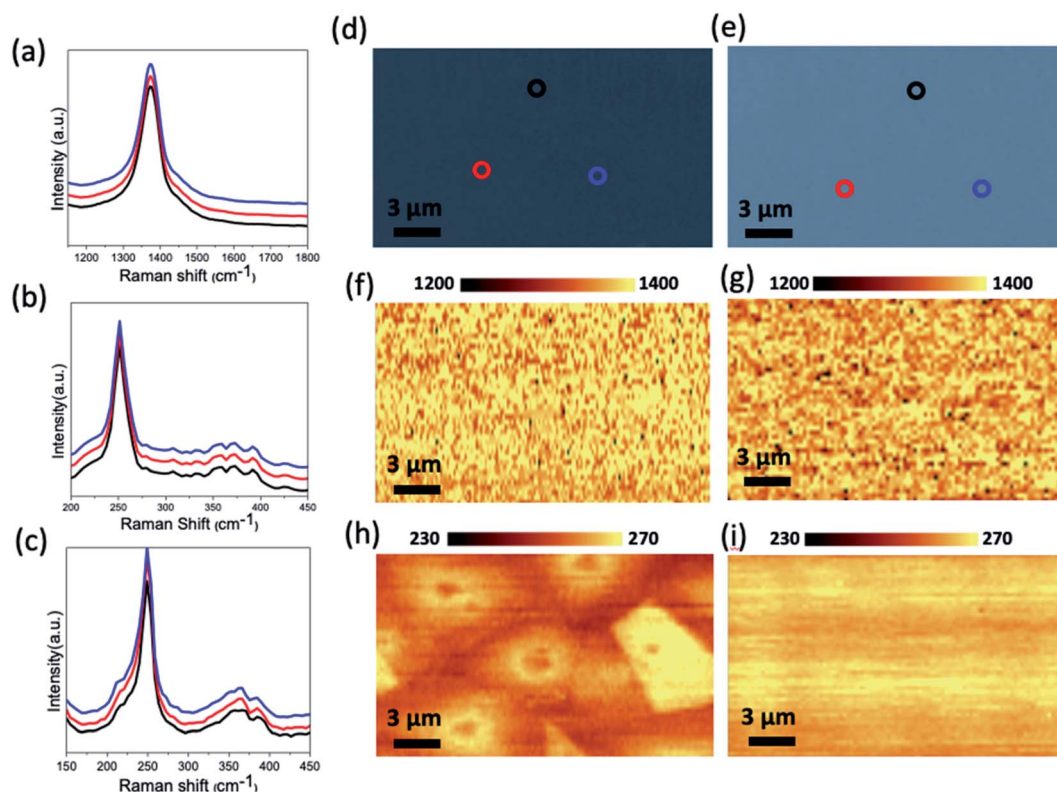 (a)
Intensity (a.u.)
1200 1300 1400 1500 1600 1700 1800
Raman shift (cm-1)
(b)
Intensity(a.u.)
200 250 300 350 400 450
Raman Shift (cm-1)
(c)
Intensity(a.u.)
150 200 250 300 350 400 450
Raman Shift (cm-1)
(d)
3 µm
(e)
3 µm
(f)
1200 1400
3 µm
(g)
1200 1400
3 µm
(h)
230 270
3 µm
(i)
230 270
3 µm